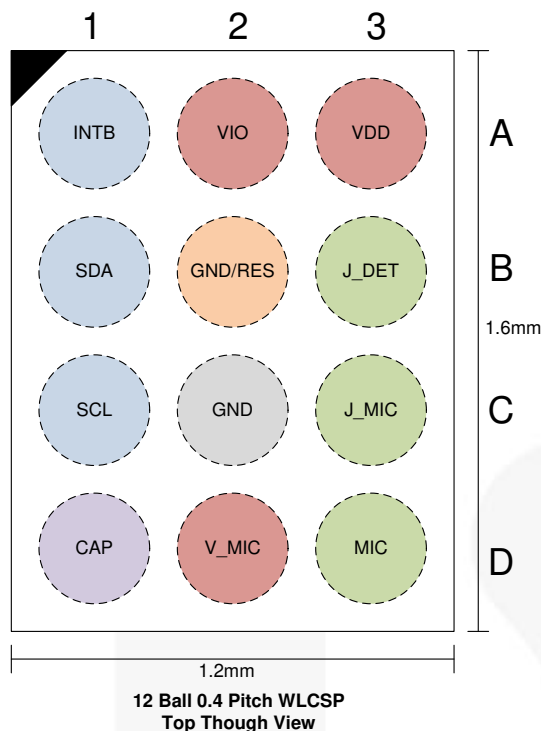 1 2 3
INTB VIO VDD A
SDA GND/RES J_DET B
1.6mm
SCL GND J_MIC C
CAP V_MIC MIC D
1.2mm
12 Ball 0.4 Pitch WLCSP
Top Though View